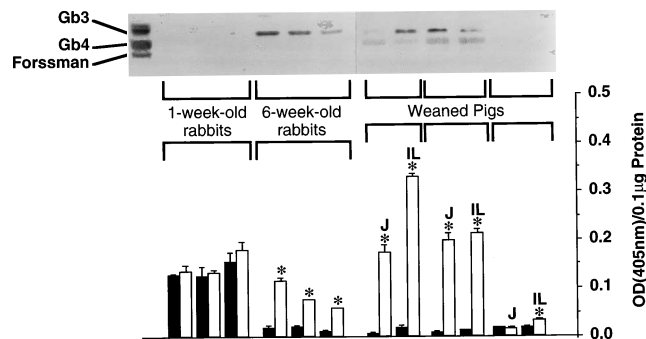 Gb3
Gb4
Forssman
1-week-old
rabbits
6-week-old
rabbits
Weaned Pigs
0.5
0.4
0.3
0.2
0.1
0.0
OD(405nm)/0.1µg Protein
*
*
*
J
*
IL
*
J
*
IL
*
J
IL
*